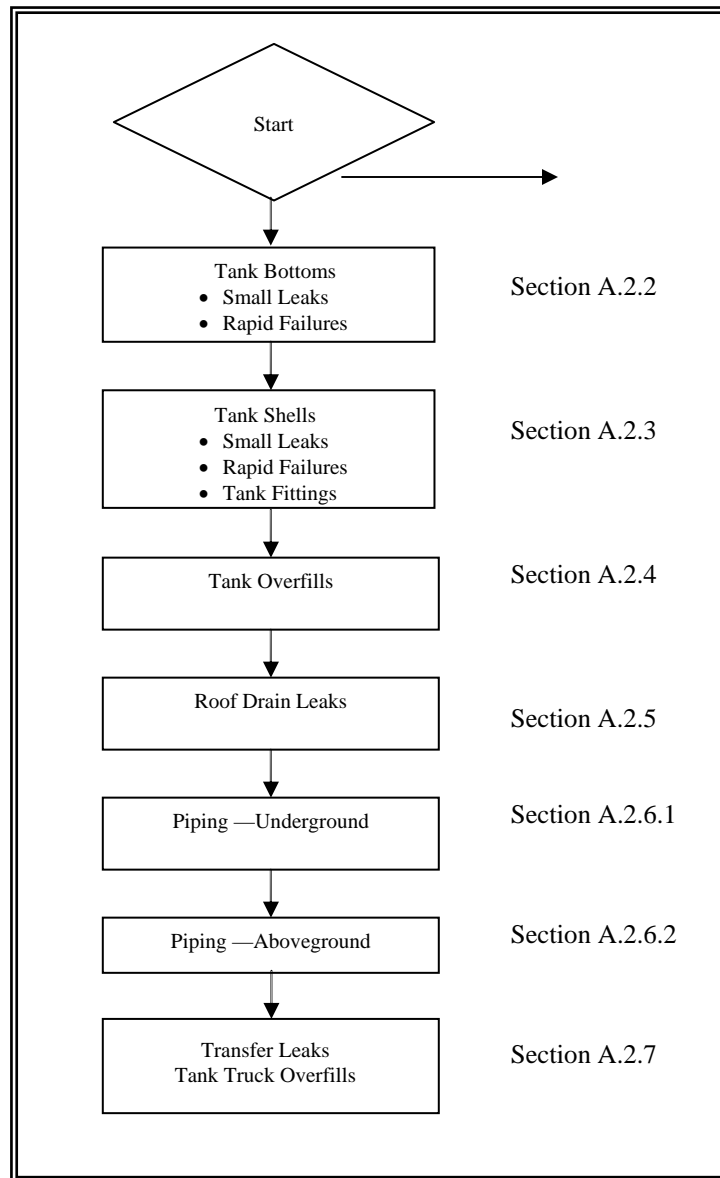 Start
Tank Bottoms
• Small Leaks
• Rapid Failures
Section A.2.2
Tank Shells
• Small Leaks
• Rapid Failures
• Tank Fittings
Section A.2.3
Tank Overfills
Section A.2.4
Roof Drain Leaks
Section A.2.5
Piping —Underground
Section A.2.6.1
Piping —Aboveground
Section A.2.6.2
Transfer Leaks
Tank Truck Overfills
Section A.2.7